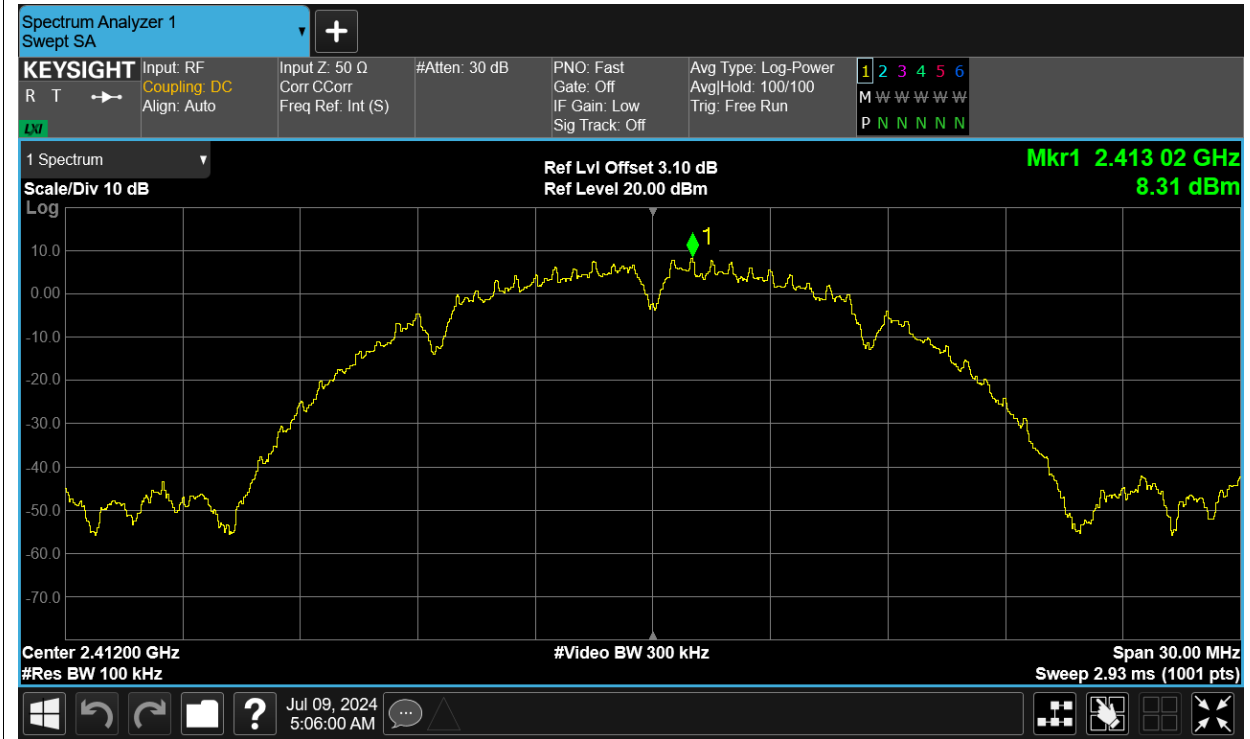 Spectrum Analyzer 1
Swept SA
+
KEYSIGHT
R T
LXI
Input: RF
Coupling: DC
Align: Auto
Input Z: 50 Ω
Corr CCorr
Freq Ref: Int (S)
#Atten: 30 dB
PNO: Fast
Gate: Off
IF Gain: Low
Sig Track: Off
Avg Type: Log-Power
Avg|Hold: 100/100
Trig: Free Run
1 2 3 4 5 6
M W W W W W W
P N N N N N N
1 Spectrum
Scale/Div 10 dB
Log
Ref Lvl Offset 3.10 dB
Ref Level 20.00 dBm
Mkr1 2.413 02 GHz
8.31 dBm
1
10.0
0.00
-10.0
-20.0
-30.0
-40.0
-50.0
-60.0
-70.0
Center 2.41200 GHz
#Res BW 100 kHz
#Video BW 300 kHz
Span 30.00 MHz
Sweep 2.93 ms (1001 pts)
?
Jul 09, 2024
5:06:00 AM